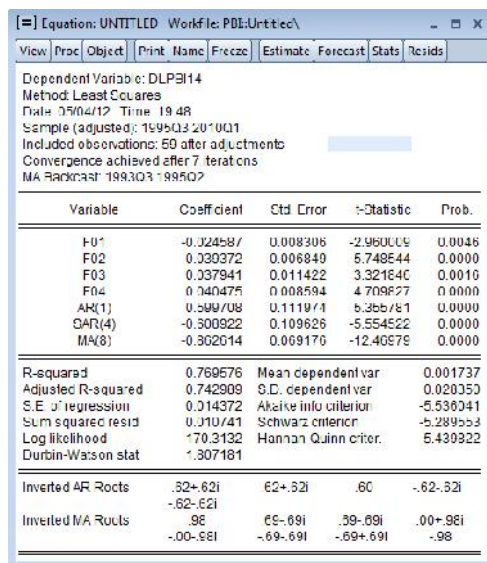 [=] Equation: UNTITLED Workfile: PBI::Untitled\
View Proc Object Print Name Freeze Estimate Forecast Stats Resids
Dependent Variable: DLPBI14
Method: Least Squares
Date: 05/04/12 Time: 19:48
Sample (adjusted): 1995Q3 2010Q1
Included observations: 59 after adjustments
Convergence achieved after 7 iterations
MA Backcast: 1993Q3 1995Q2
Variable Coefficient Std. Error t-Statistic Prob.
F01 -0.024587 0.008306 -2.960009 0.0046
F02 0.039372 0.006849 5.748544 0.0000
F03 0.037941 0.011422 3.321846 0.0016
F04 0.040475 0.008594 4.709827 0.0000
AR(1) 0.599708 0.111974 5.355781 0.0000
SAR(4) -0.608922 0.109626 -5.554522 0.0000
MA(8) -0.862614 0.069176 -12.46979 0.0000
R-squared 0.769576 Mean dependent var 0.001737
Adjusted R-squared 0.742989 S.D. dependent var 0.028350
S.E. of regression 0.014372 Akaike info criterion -5.536041
Sum squared resid 0.010741 Schwarz criterion -5.289553
Log likelihood 170.3132 Hannan-Quinn criter. 5.439822
Durbin-Watson stat 1.807181
Inverted AR Roots .62+.62i .62+.62i .60 -.62-.62i
-.62-.62i
Inverted MA Roots .98 .69-.69i .69-.69i .00+.98i
-.00-.98i -.69-.69i -.69+.69i -.98